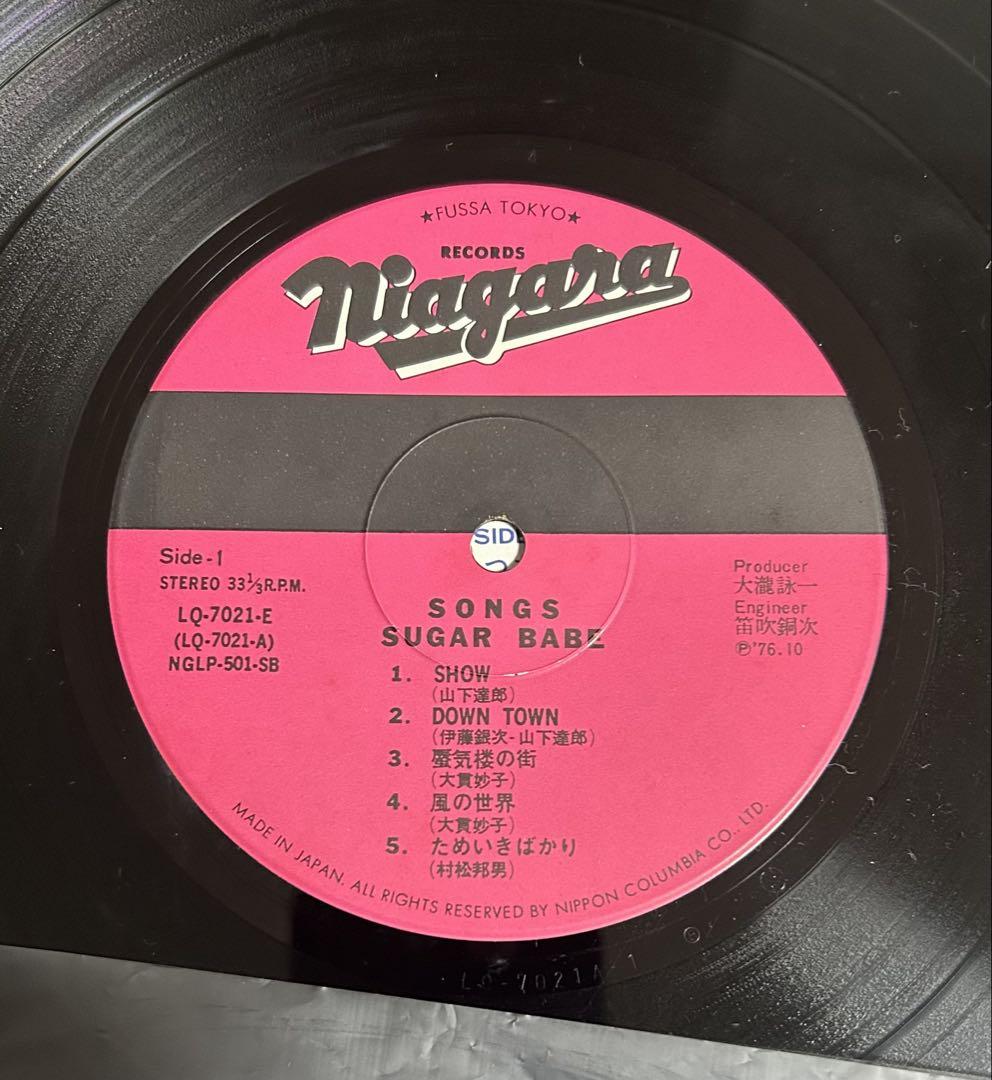 ★FUSSA TOKYO★
RECORDS
Niagara
SIDE
Side-1
STEREO 33⅓R.P.M.
LQ-7021-E
(LQ-7021-A)
NGLP-501-SB
Producer
大瀧詠一
Engineer
笛吹銅次
Ⓟ'76.10
SONGS
SUGAR BABE
1. SHOW
(山下達郎)
2. DOWN TOWN
(伊藤銀次-山下達郎)
3. 蜃気楼の街
(大貫妙子)
4. 風の世界
(大貫妙子)
5. ためいきばかり
(村松邦男)
MADE IN JAPAN. ALL RIGHTS RESERVED BY NIPPON COLUMBIA CO., LTD.
LQ-7021A 1